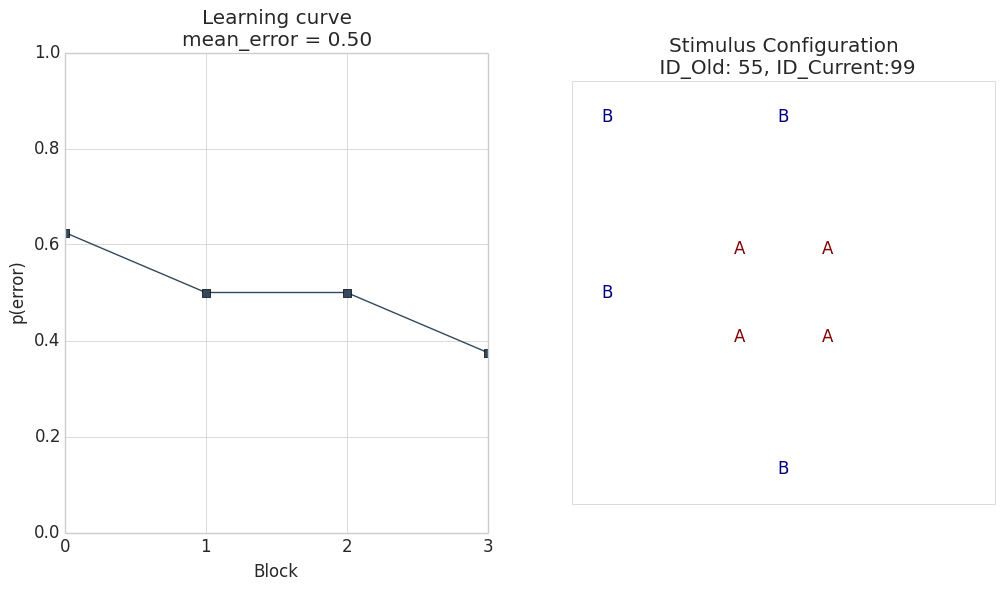 Learning curve
mean_error = 0.50
1.0
0.8
0.6
0.4
0.2
0.0
p(error)
0 1 2 3
Block
Stimulus Configuration
ID_Old: 55, ID_Current:99
B B
A A
B
A A
B